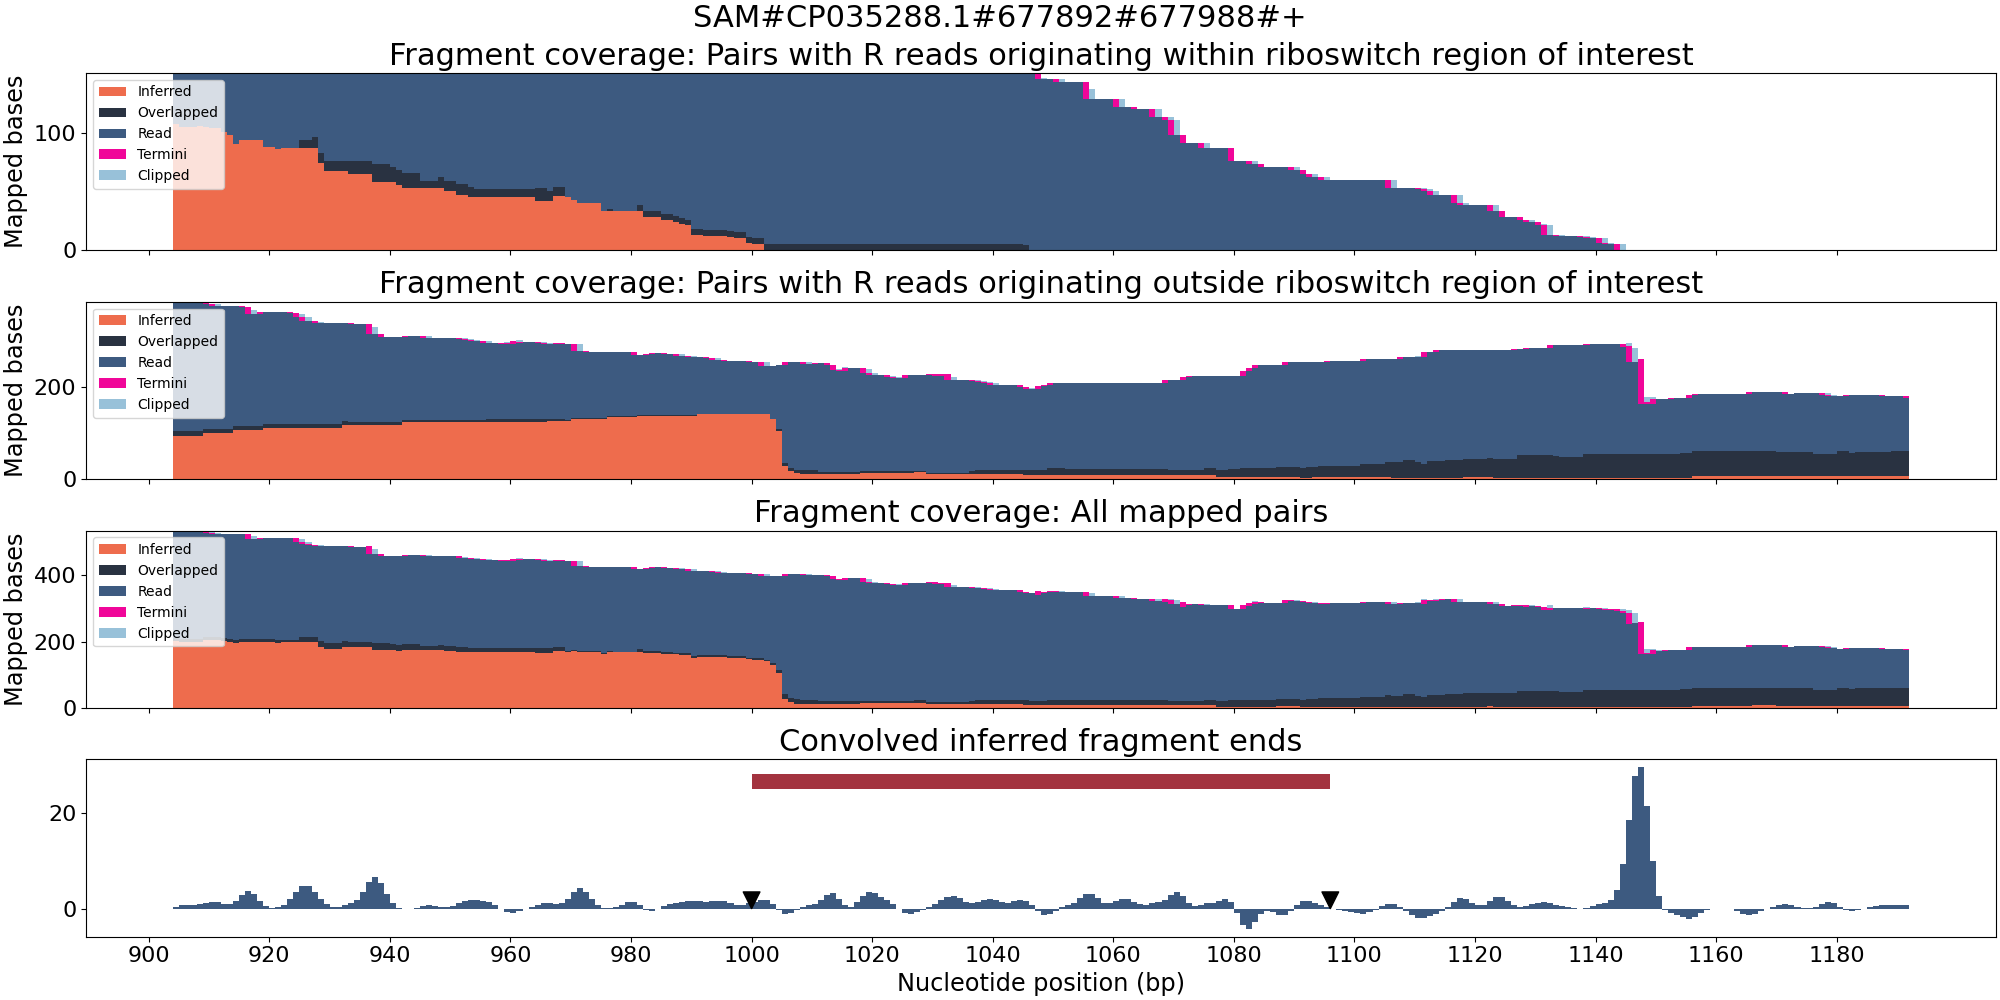 SAM#CP035288.1#677892#677988#+
Fragment coverage: Pairs with R reads originating within riboswitch region of interest
Mapped bases
100
0
Inferred
Overlapped
Read
Termini
Clipped
Fragment coverage: Pairs with R reads originating outside riboswitch region of interest
Mapped bases
200
0
Inferred
Overlapped
Read
Termini
Clipped
Fragment coverage: All mapped pairs
Mapped bases
400
200
0
Inferred
Overlapped
Read
Termini
Clipped
Convolved inferred fragment ends
20
0
900 920 940 960 980 1000 1020 1040 1060 1080 1100 1120 1140 1160 1180
Nucleotide position (bp)